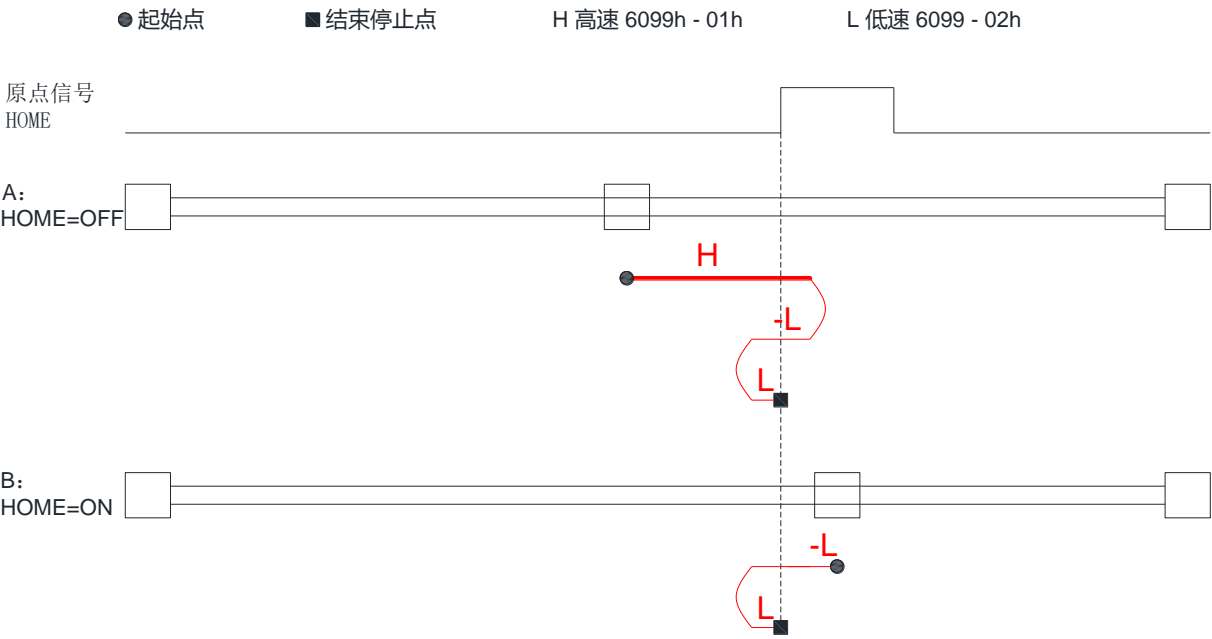 起始点 结束停止点 H 高速 6099h - 01h L 低速 6099 - 02h
原点信号
HOME
A：
HOME=OFF
H
-L
L
B：
HOME=ON
-L
L